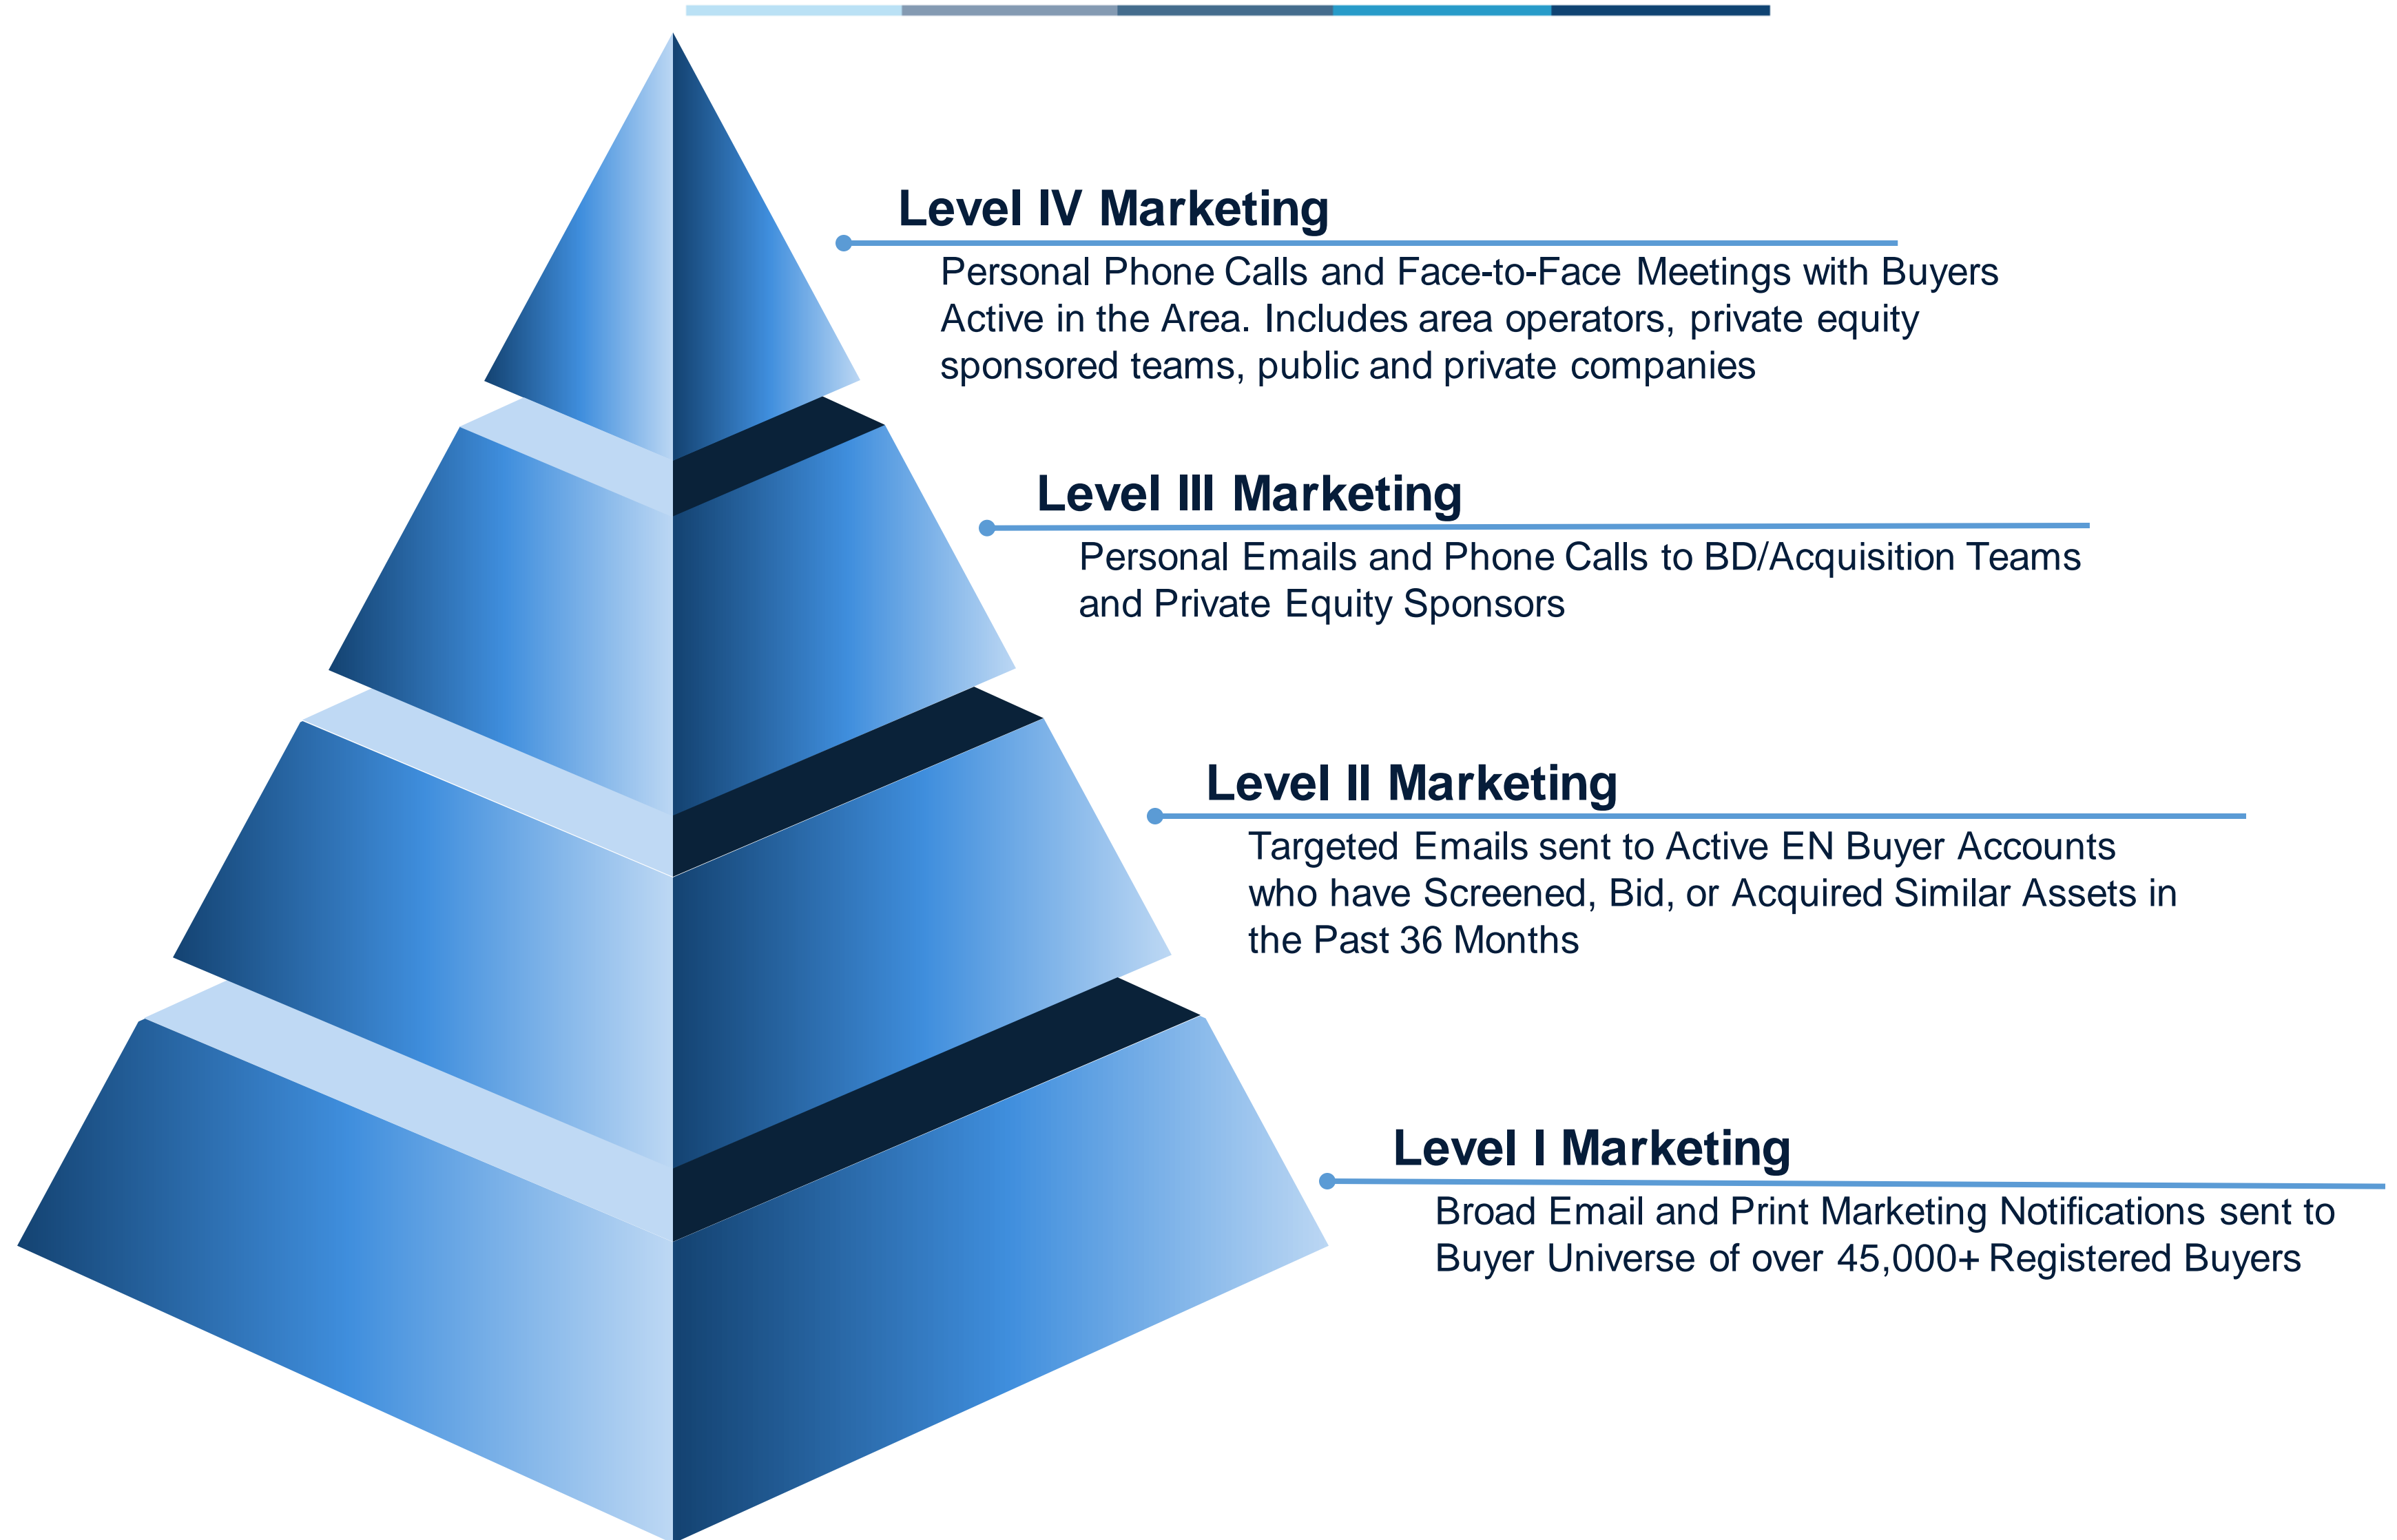 Level IV Marketing
Personal Phone Calls and Face-to-Face Meetings with Buyers
Active in the Area. Includes area operators, private equity
sponsored teams, public and private companies
Level III Marketing
Personal Emails and Phone Calls to BD/Acquisition Teams
and Private Equity Sponsors
Level II Marketing
Targeted Emails sent to Active EN Buyer Accounts
who have Screened, Bid, or Acquired Similar Assets in
the Past 36 Months
Level I Marketing
Broad Email and Print Marketing Notifications sent to
Buyer Universe of over 45,000+ Registered Buyers